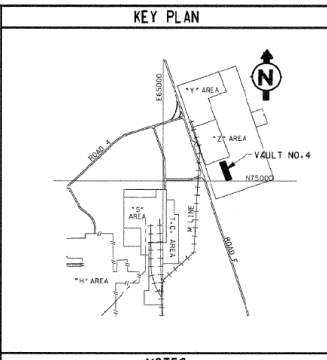 KEY PLAN
N
E65000
"Y" AREA
"Z" AREA
ROAD 4
VAULT NO.4
N75000
"S"
AREA
T.C. AREA
M LINE
ROAD F
"H" AREA
NOTES